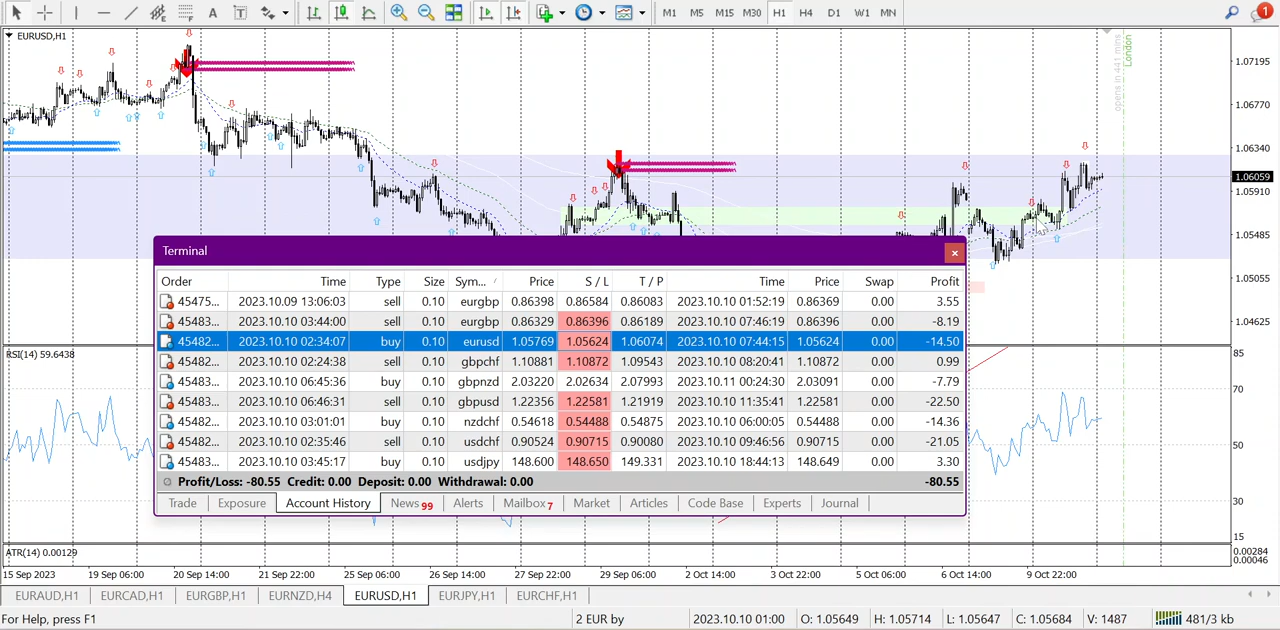 A T
M1 M5 M15 M30 H1 H4 D1 W1 MN 1
EURUSD,H1
opens in 441 mins
London
1.07195
1.06770
1.06340
1.06059
1.05910
1.05485
1.05055
1.04625
Terminal
Order Time Type Size Sym... Price S / L T / P Time Price Swap Profit
45475... 2023.10.09 13:06:03 sell 0.10 eurgbp 0.86398 0.86584 0.86083 2023.10.10 01:52:19 0.86369 0.00 3.55
45483... 2023.10.10 03:44:00 sell 0.10 eurgbp 0.86329 0.86396 0.86189 2023.10.10 07:46:19 0.86396 0.00 -8.19
45482... 2023.10.10 02:34:07 buy 0.10 eurusd 1.05769 1.05624 1.06074 2023.10.10 07:44:15 1.05624 0.00 -14.50
45482... 2023.10.10 02:24:38 sell 0.10 gbpchf 1.10881 1.10872 1.09543 2023.10.10 08:20:41 1.10872 0.00 0.99
45483... 2023.10.10 06:45:36 buy 0.10 gbpnzd 2.03220 2.02634 2.07993 2023.10.11 00:24:30 2.03091 0.00 -7.79
45483... 2023.10.10 06:46:31 sell 0.10 gbpusd 1.22356 1.22581 1.21919 2023.10.10 11:35:41 1.22581 0.00 -22.50
45482... 2023.10.10 03:01:01 buy 0.10 nzdchf 0.54618 0.54488 0.54875 2023.10.10 06:00:05 0.54488 0.00 -14.36
45482... 2023.10.10 02:35:46 sell 0.10 usdchf 0.90524 0.90715 0.90080 2023.10.10 09:46:56 0.90715 0.00 -21.05
45483... 2023.10.10 03:45:17 buy 0.10 usdjpy 148.600 148.650 149.331 2023.10.10 18:44:13 148.649 0.00 3.30
Profit/Loss: -80.55 Credit: 0.00 Deposit: 0.00 Withdrawal: 0.00 -80.55
Trade Exposure Account History News 99 Alerts Mailbox 7 Market Articles Code Base Experts Journal
RSI(14) 59.6438
85
70
50
30
15
ATR(14) 0.00129
0.00284
0.00046
15 Sep 2023 19 Sep 06:00 20 Sep 14:00 21 Sep 22:00 25 Sep 06:00 26 Sep 14:00 27 Sep 22:00 29 Sep 06:00 2 Oct 14:00 3 Oct 22:00 5 Oct 06:00 6 Oct 14:00 9 Oct 22:00
EURAUD,H1 EURCAD,H1 EURGBP,H1 EURNZD,H4 EURUSD,H1 EURJPY,H1 EURCHF,H1
For Help, press F1 2 EUR by 2023.10.10 01:00 O: 1.05649 H: 1.05714 L: 1.05647 C: 1.05684 V: 1487 481/3 kb